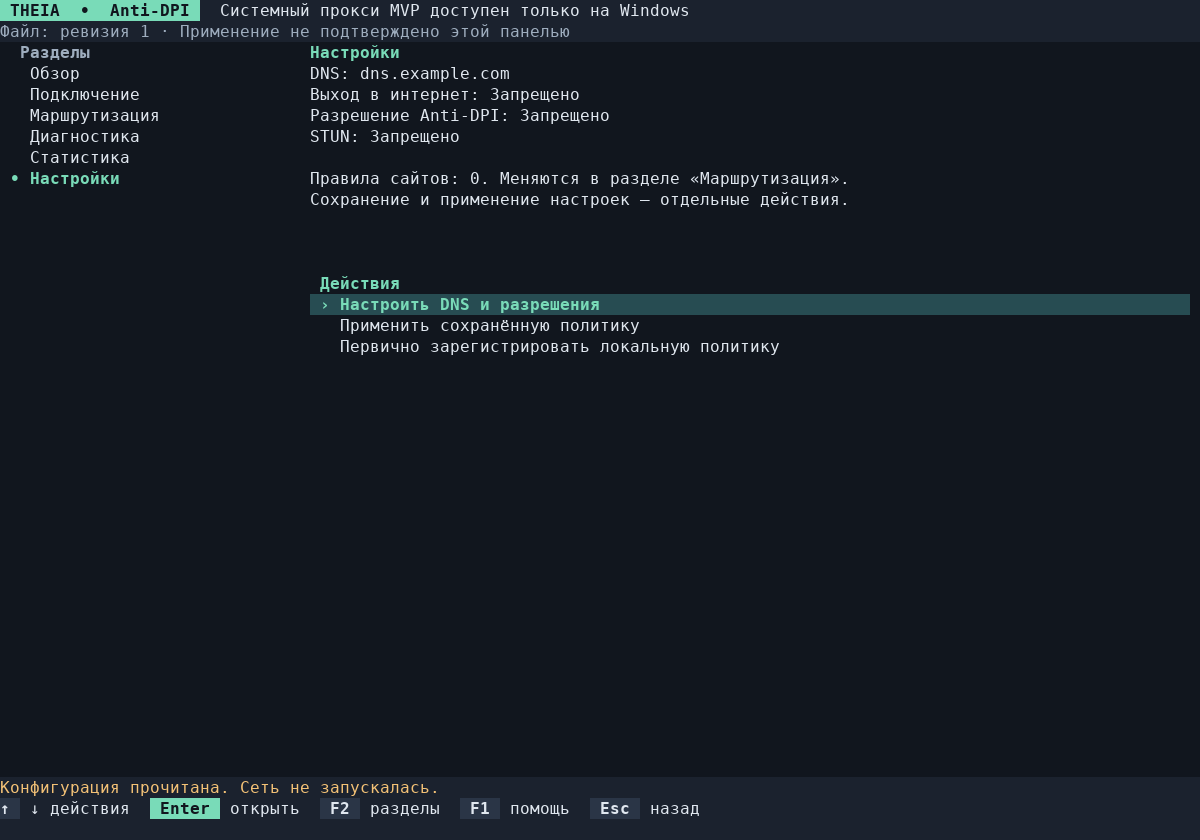 THEIA • Anti-DPI Системный прокси MVP доступен только на Windows
Файл: ревизия 1 · Применение не подтверждено этой панелью
Разделы
Обзор
Подключение
Маршрутизация
Диагностика
Статистика
• Настройки
Настройки
DNS: dns.example.com
Выход в интернет: Запрещено
Разрешение Anti-DPI: Запрещено
STUN: Запрещено
Правила сайтов: 0. Меняются в разделе «Маршрутизация».
Сохранение и применение настроек — отдельные действия.
Действия
› Настроить DNS и разрешения
Применить сохранённую политику
Первично зарегистрировать локальную политику
Конфигурация прочитана. Сеть не запускалась.
↑ ↓ действия Enter открыть F2 разделы F1 помощь Esc назад